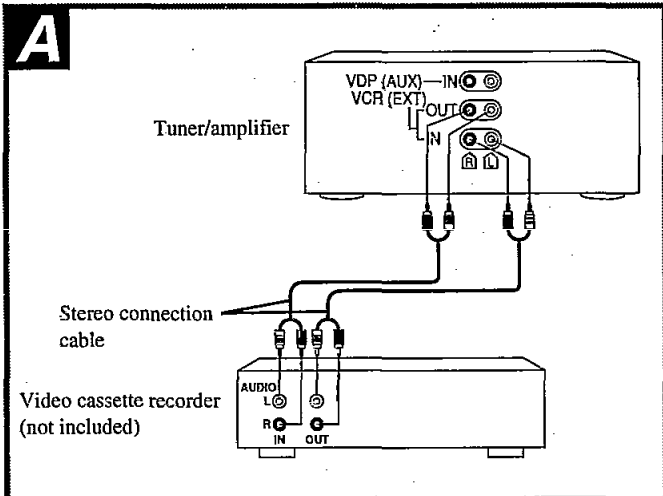 A
VDP (AUX)—IN
VCR (EXT)
OUT
Tuner/amplifier
IN
R L
Stereo connection
cable
AUDIO
L
Video cassette recorder
R
(not included)
IN OUT